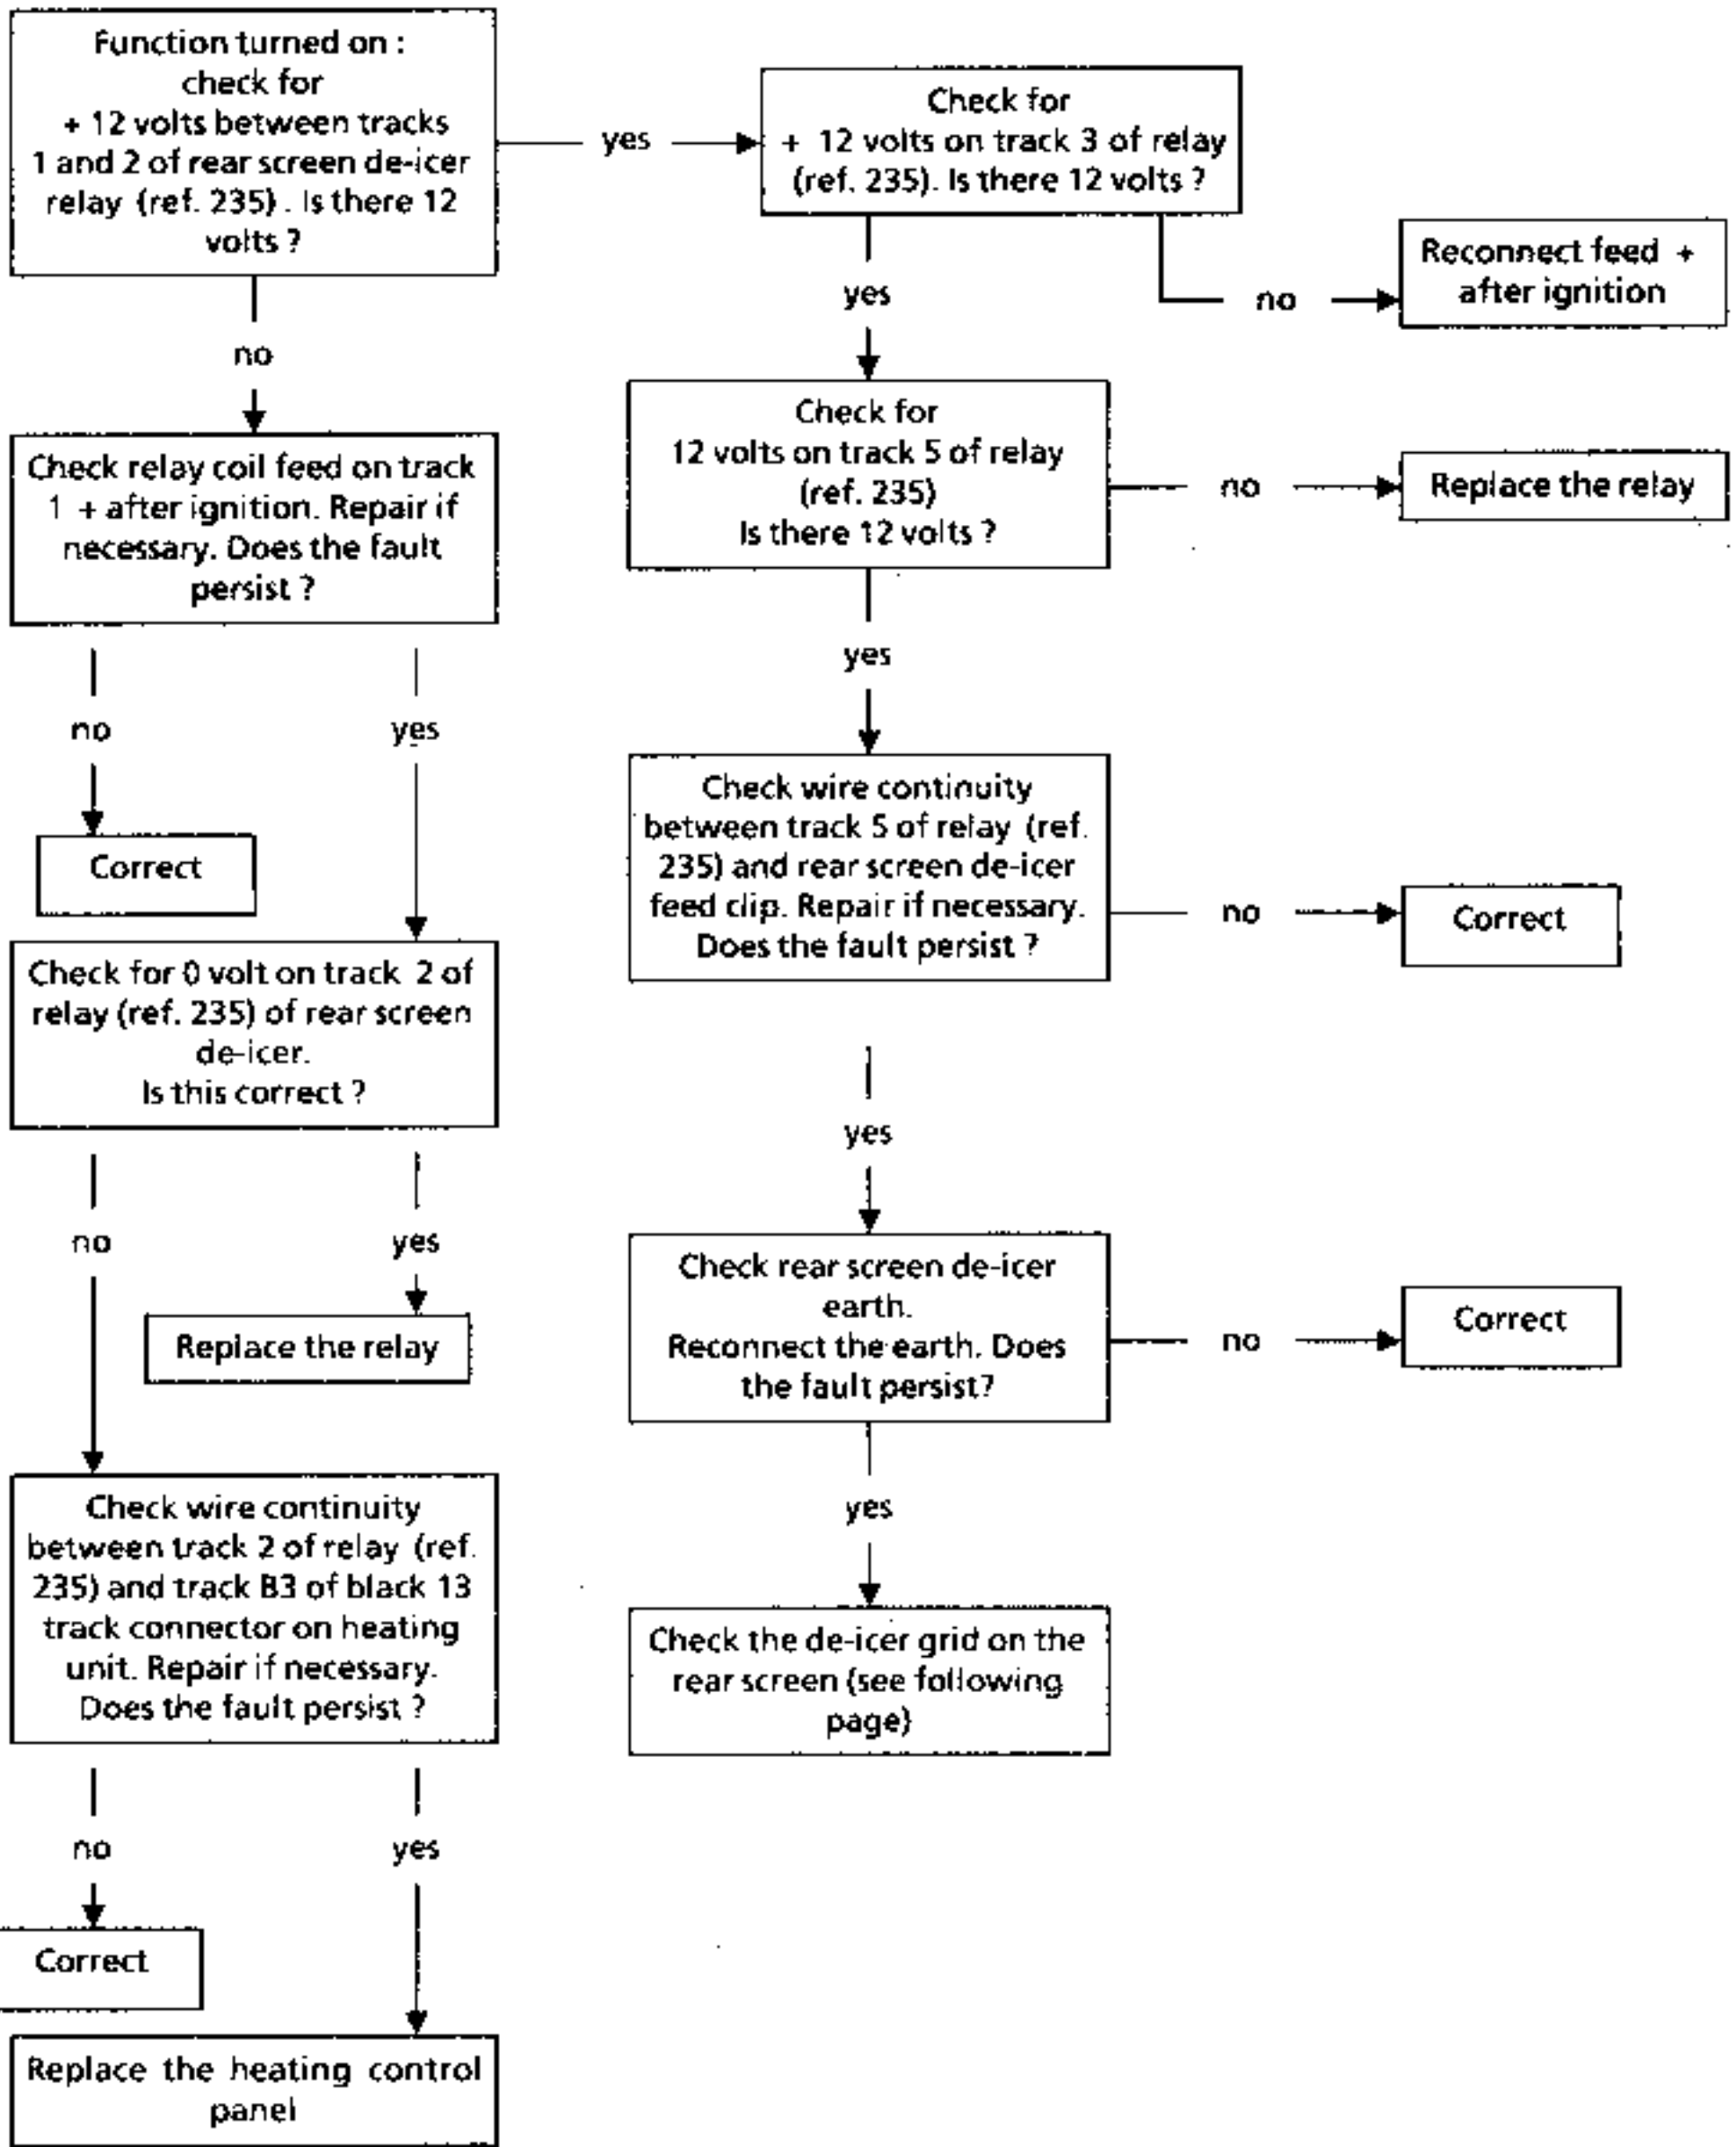 Function turned on :
check for
+ 12 volts between tracks
1 and 2 of rear screen de-icer
relay (ref. 235) . Is there 12
volts ?
yes
Check for
+ 12 volts on track 3 of relay
(ref. 235). Is there 12 volts ?
no
yes
no
Reconnect feed +
after ignition
Check relay coil feed on track
1 + after ignition. Repair if
necessary. Does the fault
persist ?
Check for
12 volts on track 5 of relay
(ref. 235)
Is there 12 volts ?
no
Replace the relay
no
yes
yes
Correct
Check wire continuity
between track 5 of relay (ref.
235) and rear screen de-icer
feed clip. Repair if necessary.
Does the fault persist ?
no
Correct
Check for 0 volt on track 2 of
relay (ref. 235) of rear screen
de-icer.
Is this correct ?
yes
no
yes
Replace the relay
Check rear screen de-icer
earth.
Reconnect the earth. Does
the fault persist?
no
Correct
Check wire continuity
between track 2 of relay (ref.
235) and track B3 of black 13
track connector on heating
unit. Repair if necessary.
Does the fault persist ?
yes
Check the de-icer grid on the
rear screen (see following
page)
no
yes
Correct
Replace the heating control
panel